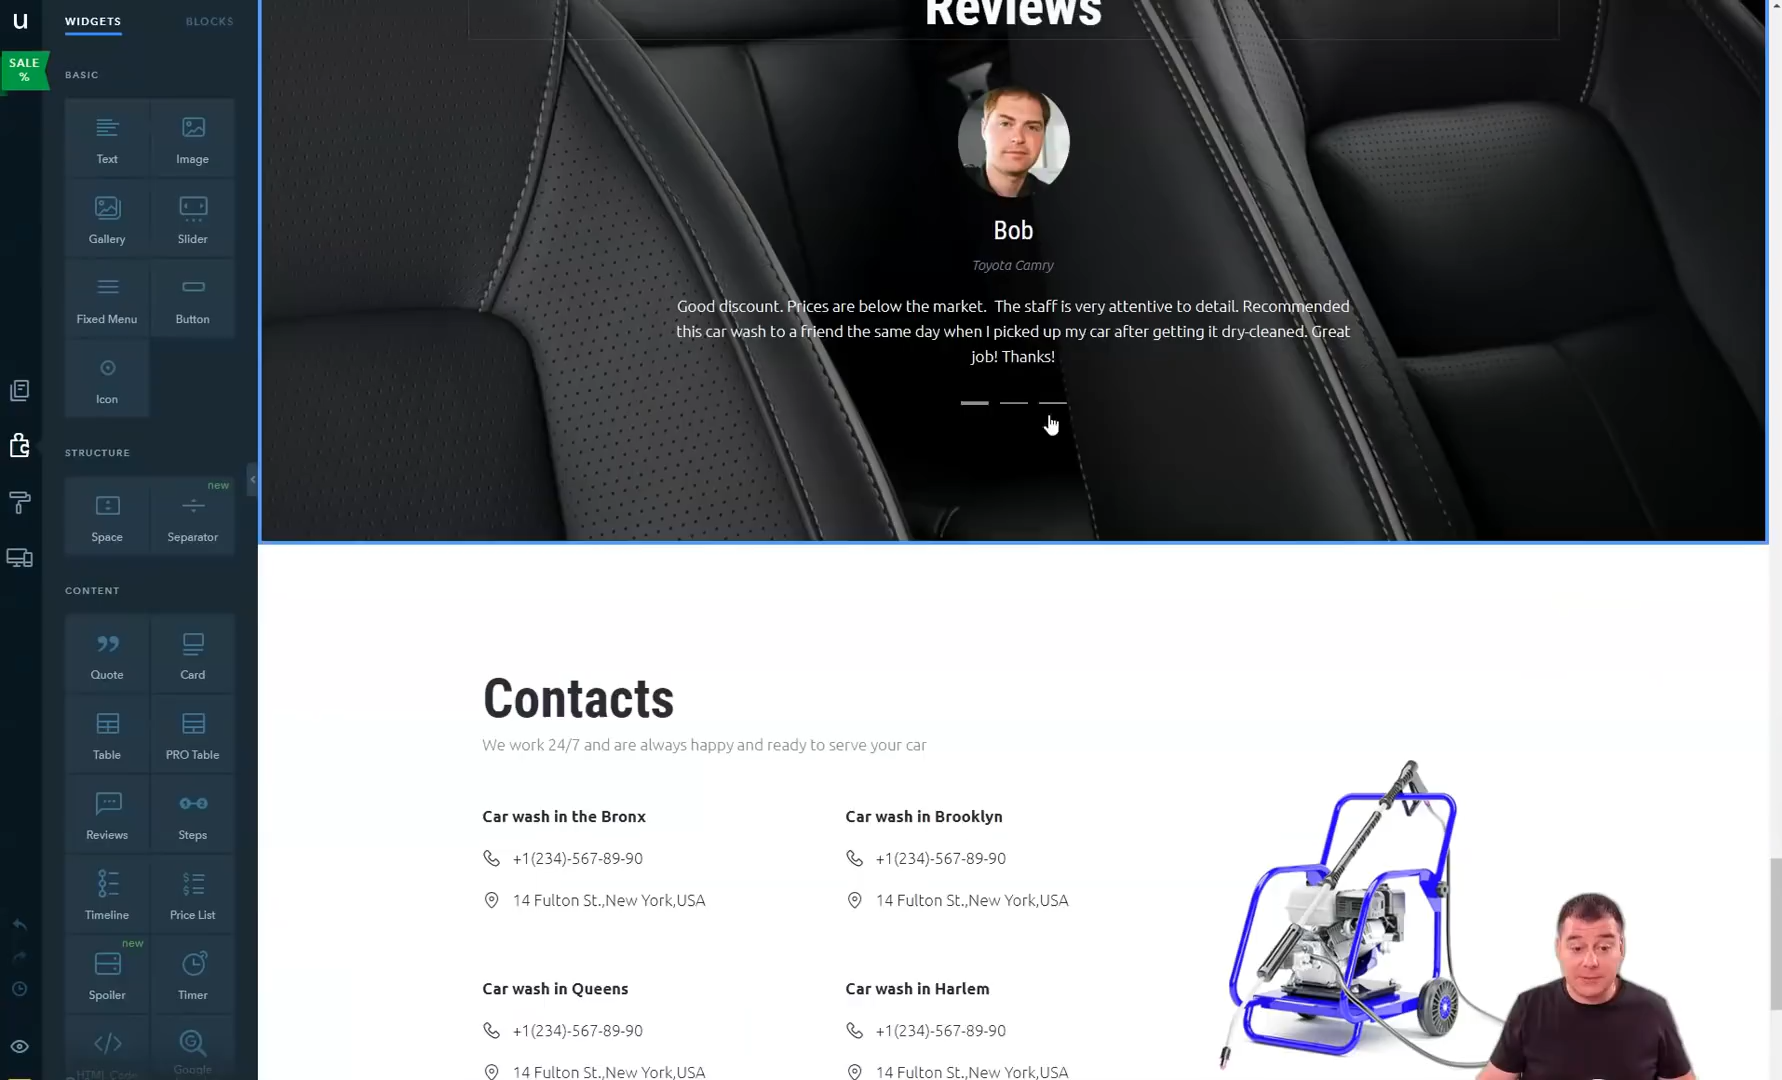 u
WIDGETS
BLOCKS
SALE
%
BASIC
Text
Image
Gallery
Slider
Fixed Menu
Button
Icon
STRUCTURE
new
Space
Separator
CONTENT
Quote
Card
Table
PRO Table
Reviews
Steps
Timeline
Price List
new
Spoiler
Timer
HTML Code
Google
Reviews
Bob
Toyota Camry
Good discount. Prices are below the market. The staff is very attentive to detail. Recommended
this car wash to a friend the same day when I picked up my car after getting it dry-cleaned. Great
job! Thanks!
Contacts
We work 24/7 and are always happy and ready to serve your car
Car wash in the Bronx
+1(234)-567-89-90
14 Fulton St.,New York,USA
Car wash in Brooklyn
+1(234)-567-89-90
14 Fulton St.,New York,USA
Car wash in Queens
+1(234)-567-89-90
14 Fulton St.,New York,USA
Car wash in Harlem
+1(234)-567-89-90
14 Fulton St.,New York,USA